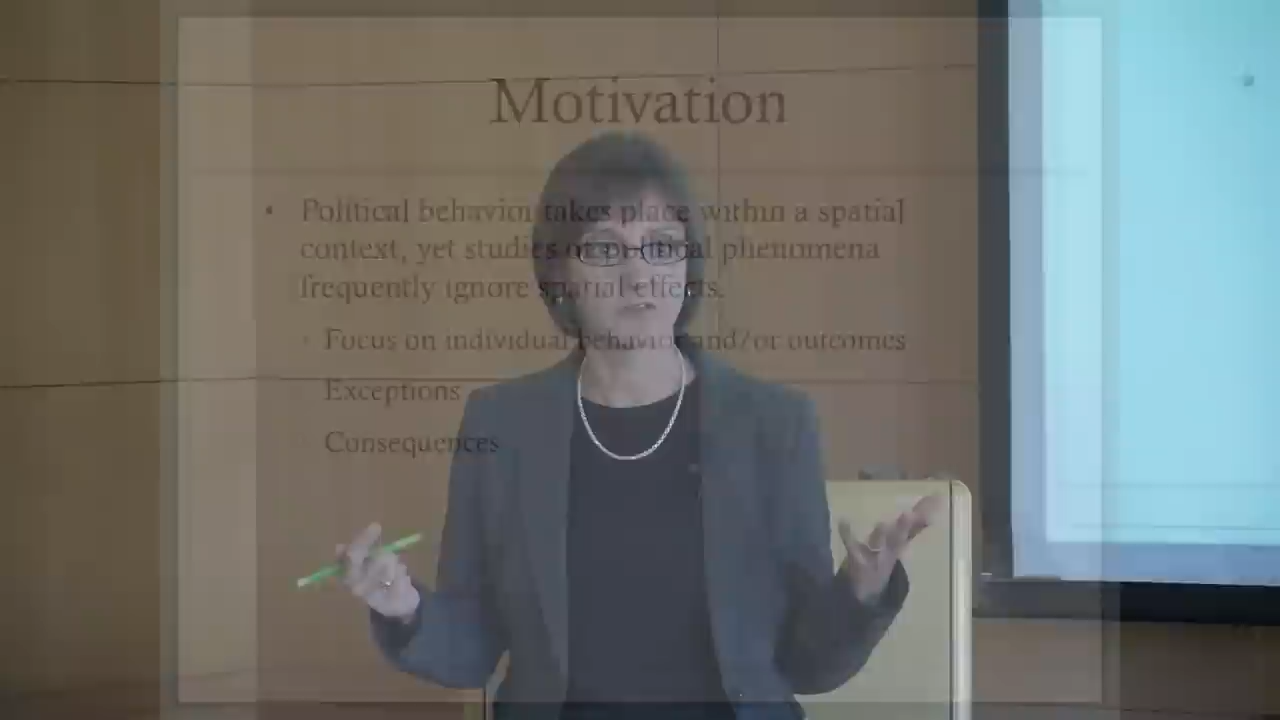 Motivation
• Political behavior takes place within a spatial
context, yet studies of political phenomena
frequently ignore spatial effects.
◦ Focus on individual behavior and/or outcomes
◦ Exceptions
◦ Consequences